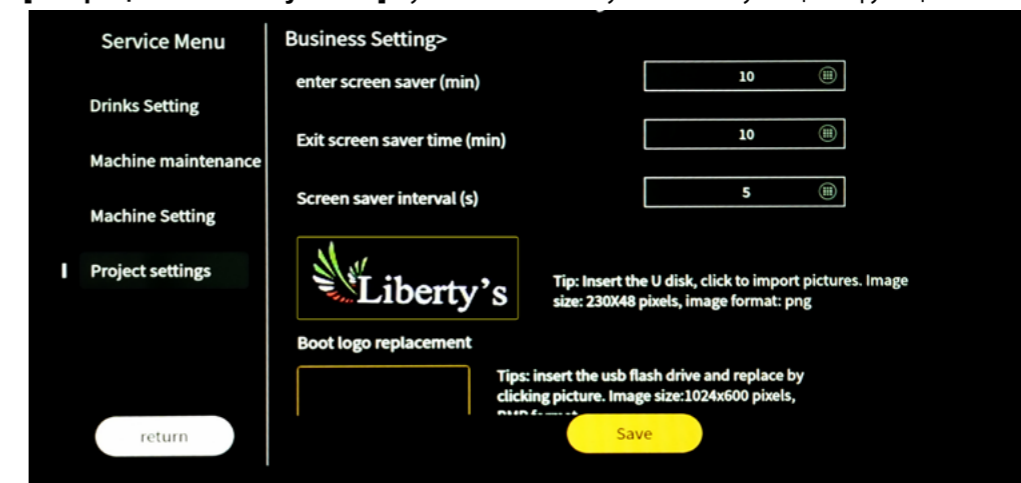 Service Menu
Drinks Setting
Machine maintenance
Machine Setting
Project settings
return
Business Setting>
enter screen saver (min)
10
Exit screen saver time (min)
10
Screen saver interval (s)
5
Liberty's
Tip: Insert the U disk, click to import pictures. Image
size: 230X48 pixels, image format: png
Boot logo replacement
Tips: insert the usb flash drive and replace by
clicking picture. Image size:1024x600 pixels,
Save